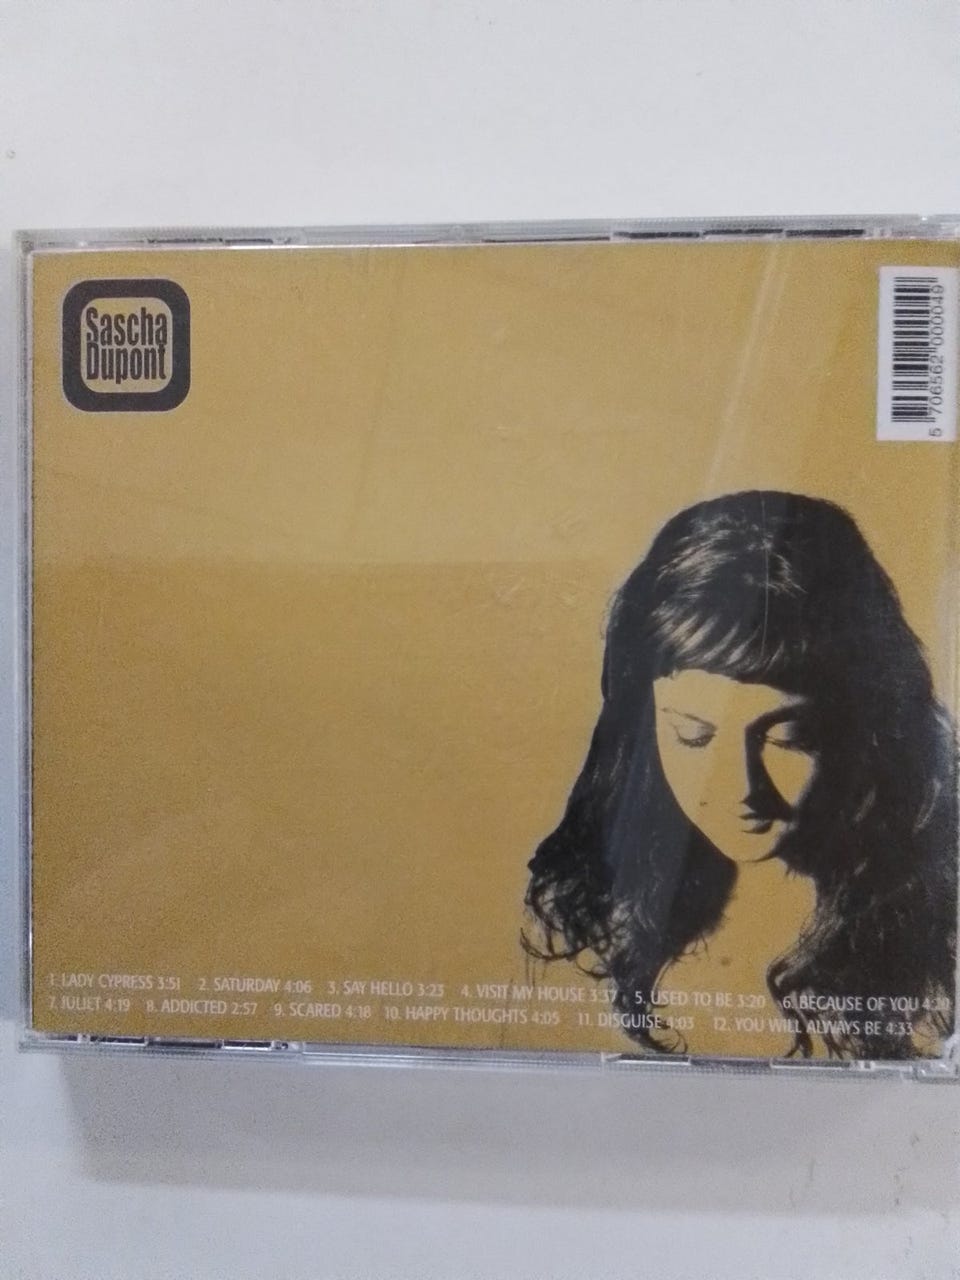 Sascha
Dupont
5 706562 000049
1. LADY CYPRESS 3:51 2. SATURDAY 4:06 3. SAY HELLO 3:23 4. VISIT MY HOUSE 3:37 5. USED TO BE 3:20 6. BECAUSE OF YOU 4:20
7. JULIET 4:19 8. ADDICTED 2:57 9. SCARED 4:18 10. HAPPY THOUGHTS 4:05 11. DISGUISE 4:03 12. YOU WILL ALWAYS BE 4:33